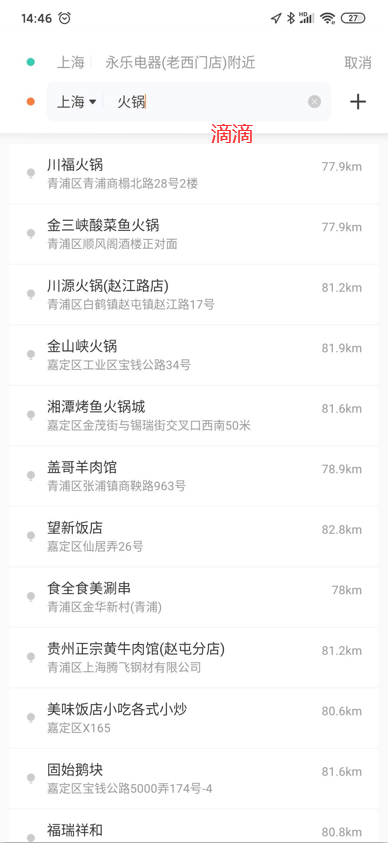 14:46
HD
27
上海 永乐电器(老西门店)附近 取消
上海 火锅
滴滴
川福火锅 77.9km
青浦区青浦商榻北路28号2楼
金三峡酸菜鱼火锅 77.9km
青浦区顺风阁酒楼正对面
川源火锅(赵江路店) 81.2km
青浦区白鹤镇赵屯镇赵江路17号
金山峡火锅 81.9km
嘉定区工业区宝钱公路34号
湘潭烤鱼火锅城 81.6km
嘉定区金茂街与锡瑞街交叉口西南50米
盖哥羊肉馆 78.9km
青浦区张浦镇商鞅路963号
望新饭店 82.8km
嘉定区仙居弄26号
食全食美涮串 78km
青浦区金华新村(青浦)
贵州正宗黄牛肉馆(赵屯分店) 81.2km
青浦区上海腾飞钢材有限公司
美味饭店小吃各式小炒 80.6km
嘉定区X165
固始鹅块 81.6km
嘉定区宝钱公路5000弄174号-4
福瑞祥和 80.8km